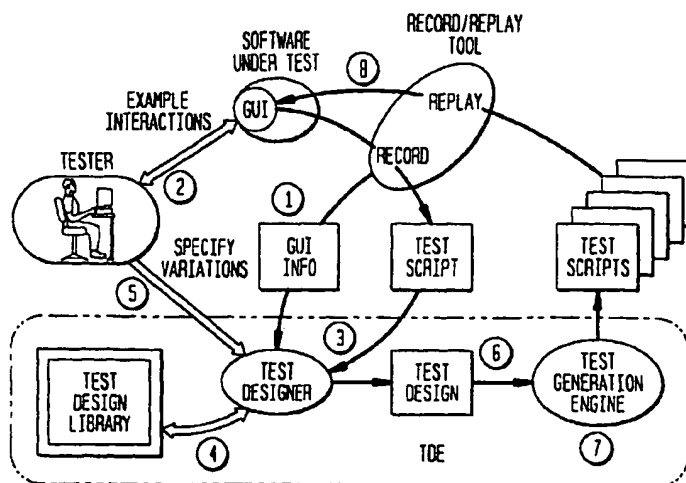 RECORD/REPLAY
TOOL
SOFTWARE
UNDER TEST
8
GUI
REPLAY
EXAMPLE
INTERACTIONS
RECORD
TESTER
2
1
SPECIFY
VARIATIONS
GUI
INFO
TEST
SCRIPT
TEST
SCRIPTS
5
3
6
TEST
DESIGN
LIBRARY
TEST
DESIGNER
TEST
DESIGN
TEST
GENERATION
ENGINE
4
TDE
7